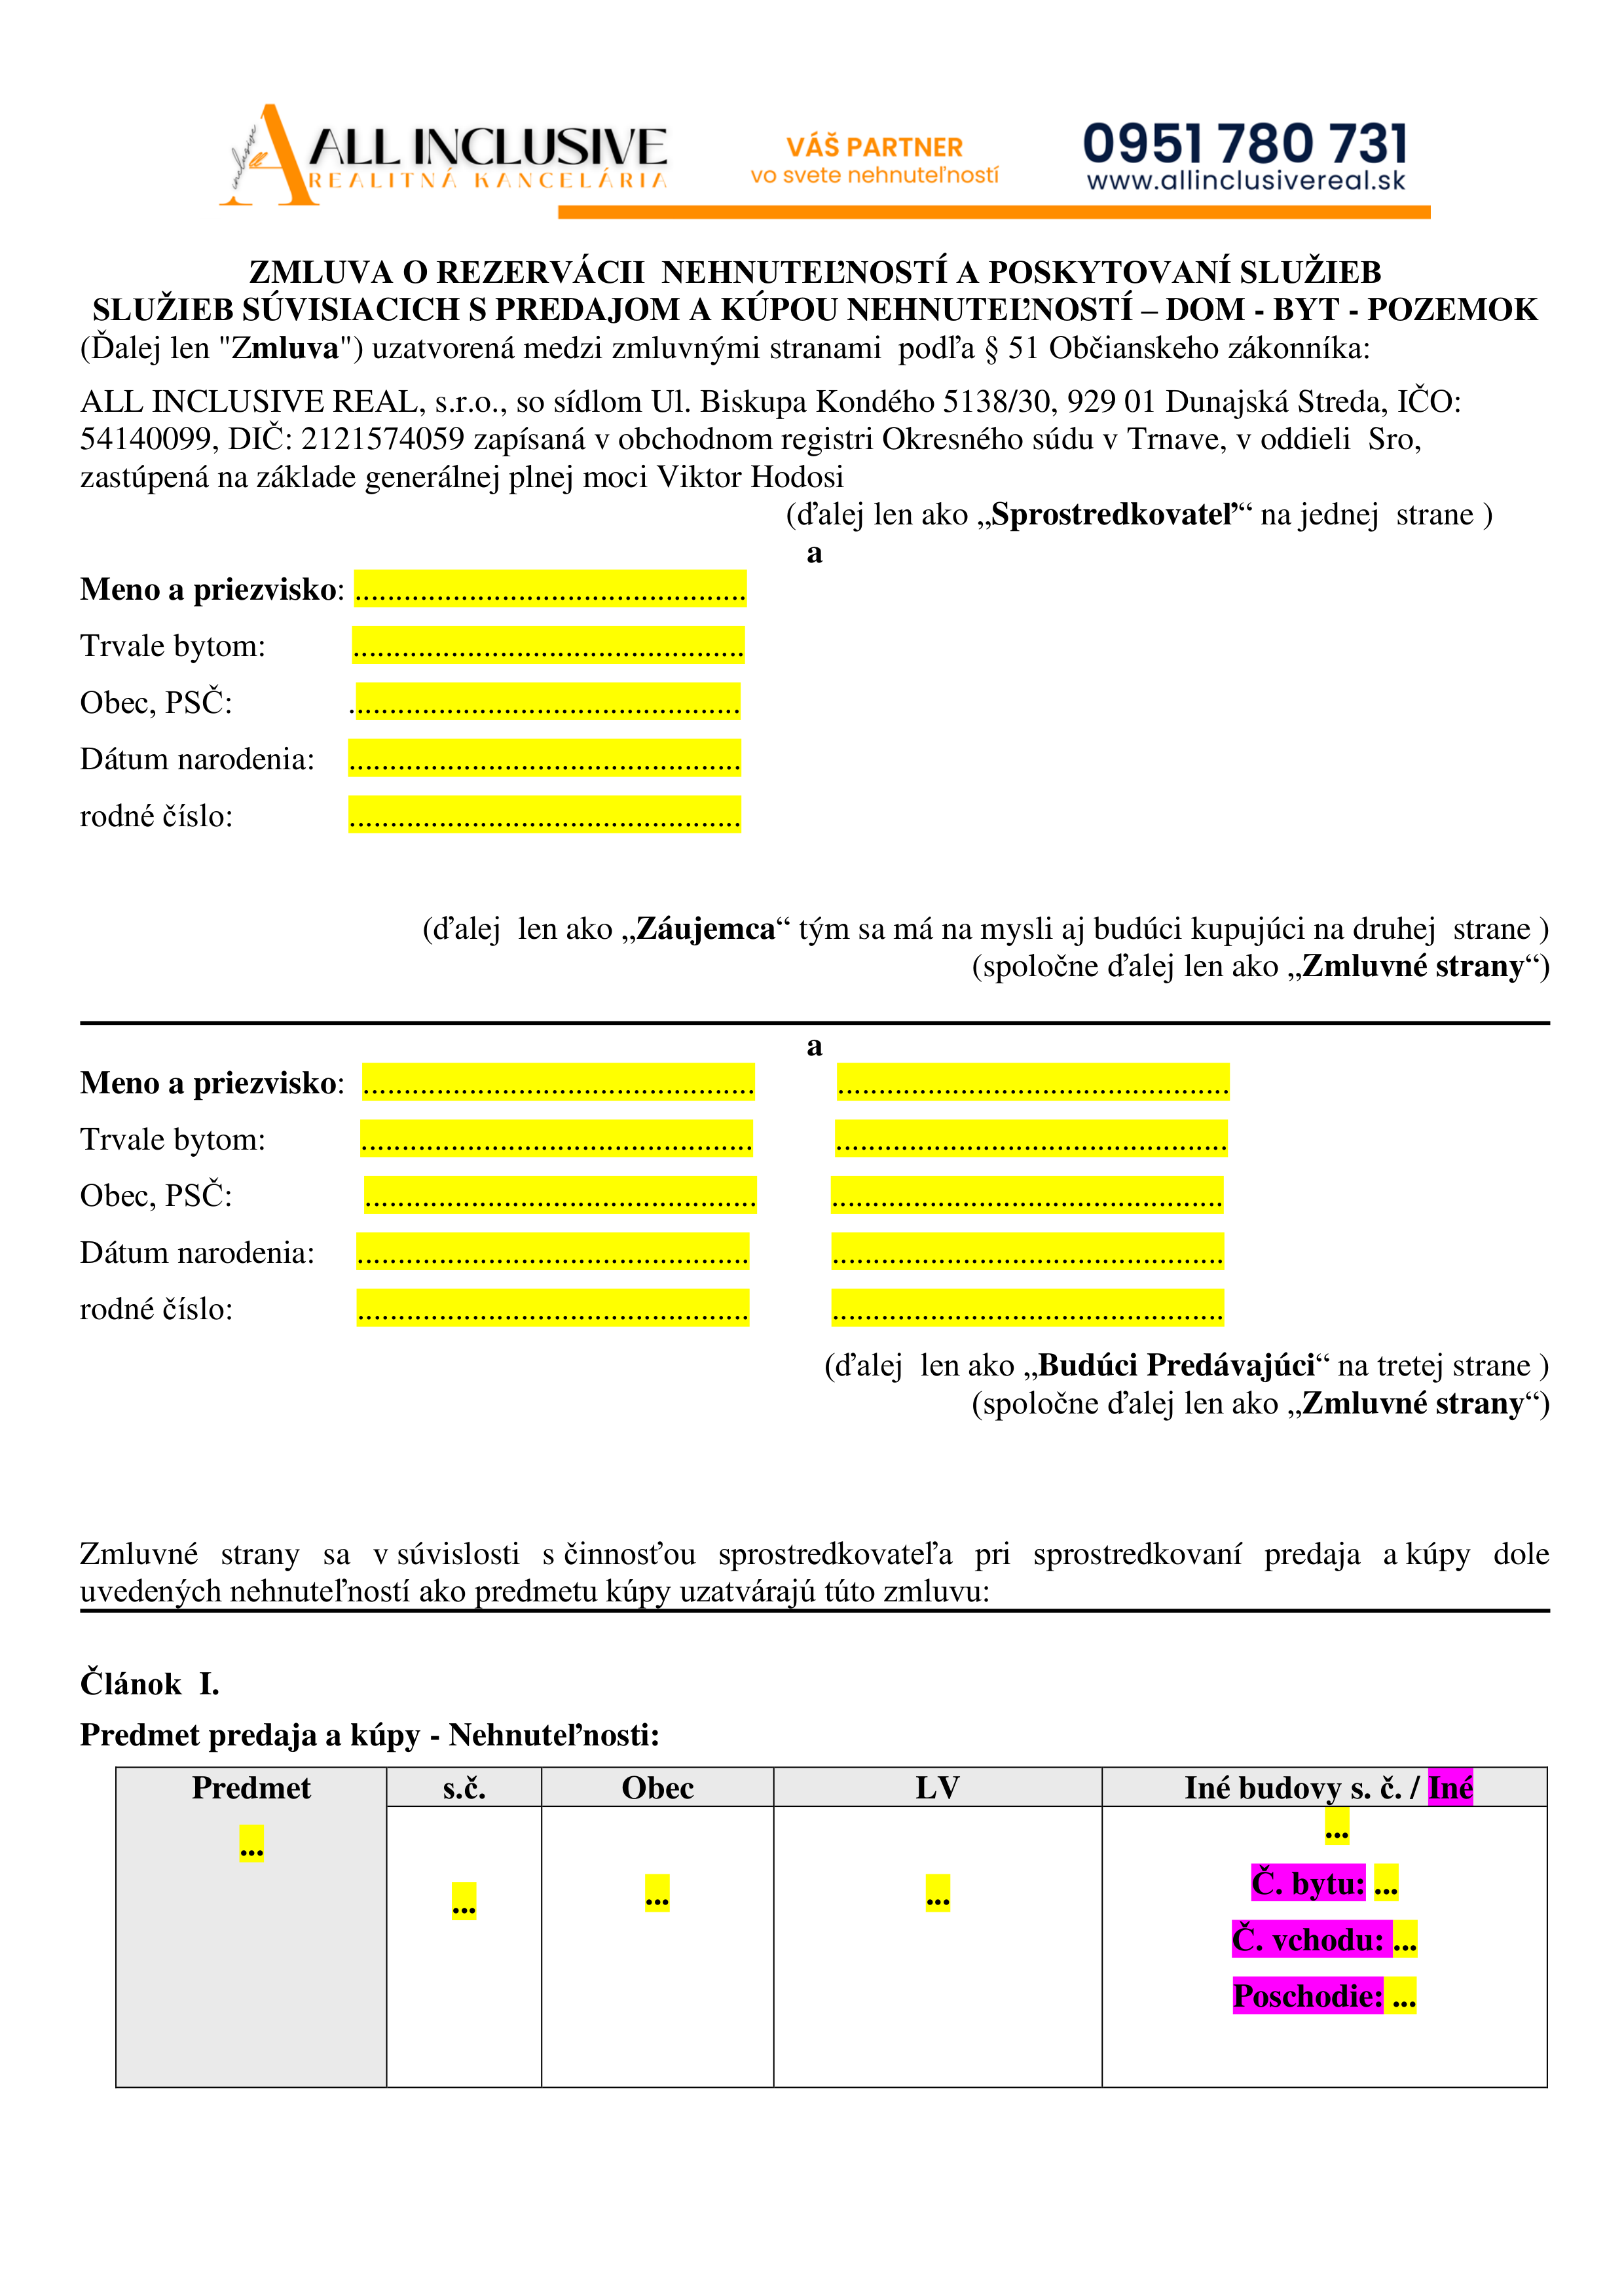 inclusive
A ALL INCLUSIVE
REALITNÁ KANCELÁRIA
VÁŠ PARTNER
vo svete nehnuteľností
0951 780 731
www.allinclusivereal.sk
ZMLUVA O REZERVÁCII NEHNUTEĽNOSTÍ A POSKYTOVANÍ SLUŽIEB
SLUŽIEB SÚVISIACICH S PREDAJOM A KÚPOU NEHNUTEĽNOSTÍ – DOM - BYT - POZEMOK
(Ďalej len "Zmluva") uzatvorená medzi zmluvnými stranami podľa § 51 Občianskeho zákonníka:
ALL INCLUSIVE REAL, s.r.o., so sídlom Ul. Biskupa Kondého 5138/30, 929 01 Dunajská Streda, IČO:
54140099, DIČ: 2121574059 zapísaná v obchodnom registri Okresného súdu v Trnave, v oddieli Sro,
zastúpená na základe generálnej plnej moci Viktor Hodosi
(ďalej len ako „Sprostredkovateľ“ na jednej strane )
a
Meno a priezvisko: ................................................
Trvale bytom: ................................................
Obec, PSČ: ................................................
Dátum narodenia: ................................................
rodné číslo: ................................................
(ďalej len ako „Záujemca“ tým sa má na mysli aj budúci kupujúci na druhej strane )
(spoločne ďalej len ako „Zmluvné strany“)
a
Meno a priezvisko: ................................................ ................................................
Trvale bytom: ................................................ ................................................
Obec, PSČ: ................................................ ................................................
Dátum narodenia: ................................................ ................................................
rodné číslo: ................................................ ................................................
(ďalej len ako „Budúci Predávajúci“ na tretej strane )
(spoločne ďalej len ako „Zmluvné strany“)
Zmluvné strany sa v súvislosti s činnosťou sprostredkovateľa pri sprostredkovaní predaja a kúpy dole
uvedených nehnuteľností ako predmetu kúpy uzatvárajú túto zmluvu:
Článok I.
Predmet predaja a kúpy - Nehnuteľnosti:
Predmet s.č. Obec LV Iné budovy s. č. / Iné
... ... ... ... ...
Č. bytu: ...
Č. vchodu: ...
Poschodie: ...